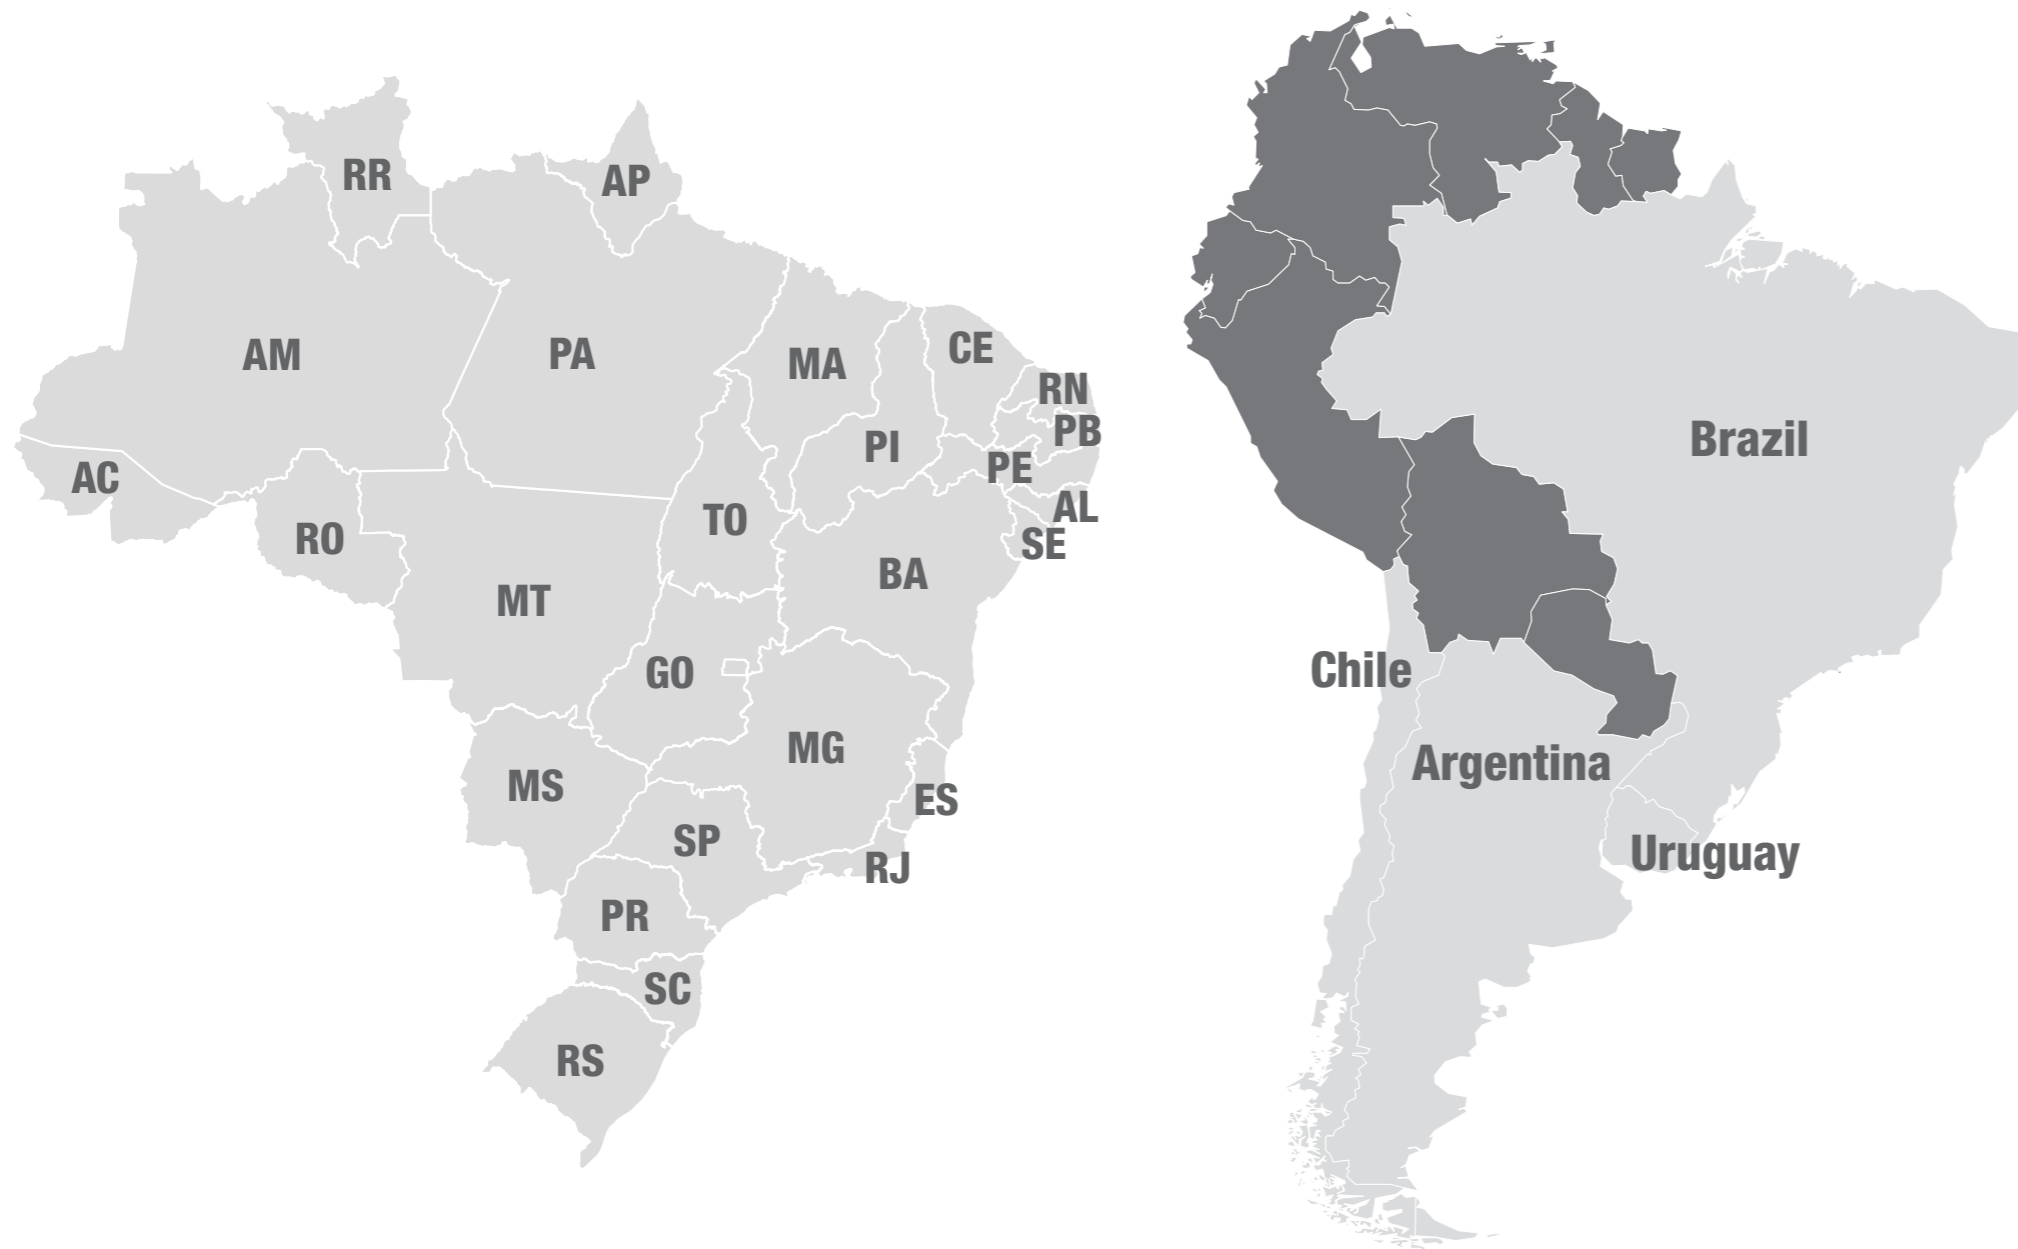 RR
AP
AM
PA
MA
CE
RN
PB
PI
PE
AC
AL
TO
SE
RO
BA
MT
GO
MG
MS
ES
SP
RJ
PR
SC
RS
Brazil
Chile
Argentina
Uruguay